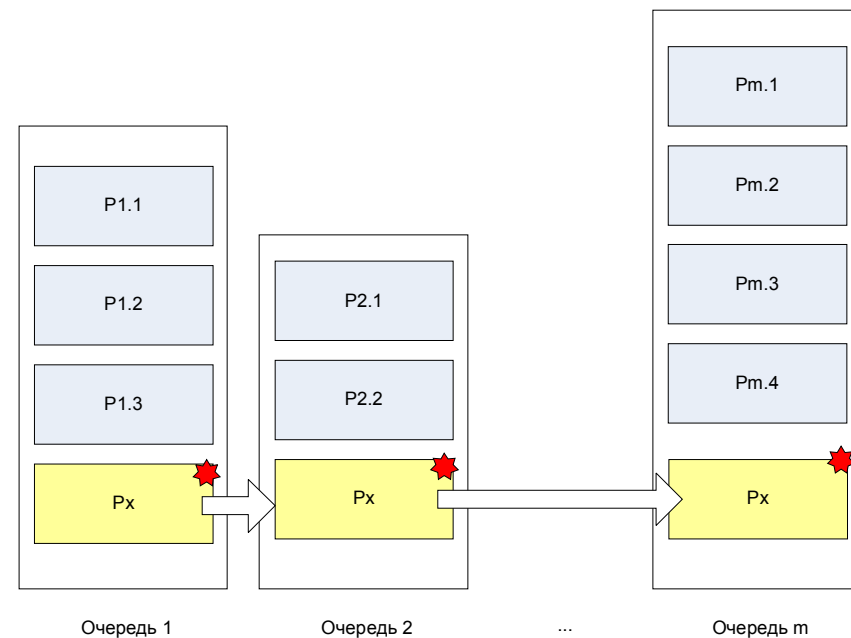 P1.1
P1.2
P1.3
Px
Очередь 1
P2.1
P2.2
Px
Очередь 2
...
Pm.1
Pm.2
Pm.3
Pm.4
Px
Очередь m